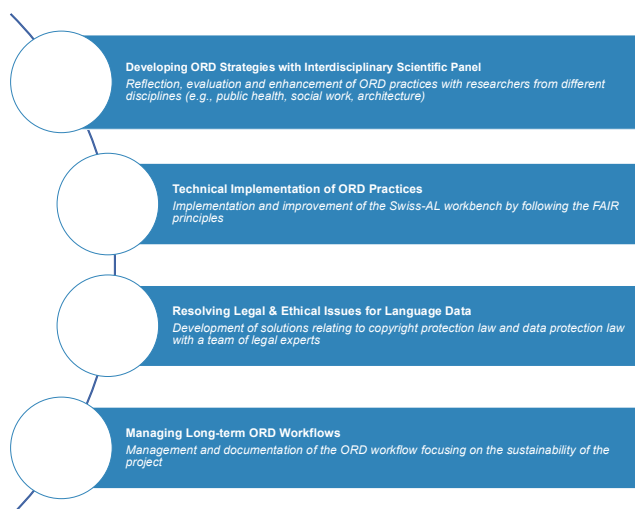 Developing ORD Strategies with Interdisciplinary Scientific Panel
Reflection, evaluation and enhancement of ORD practices with researchers from different
disciplines (e.g., public health, social work, architecture)
Technical Implementation of ORD Practices
Implementation and improvement of the Swiss-AL workbench by following the FAIR
principles
Resolving Legal & Ethical Issues for Language Data
Development of solutions relating to copyright protection law and data protection law
with a team of legal experts
Managing Long-term ORD Workflows
Management and documentation of the ORD workflow focusing on the sustainability of the
project